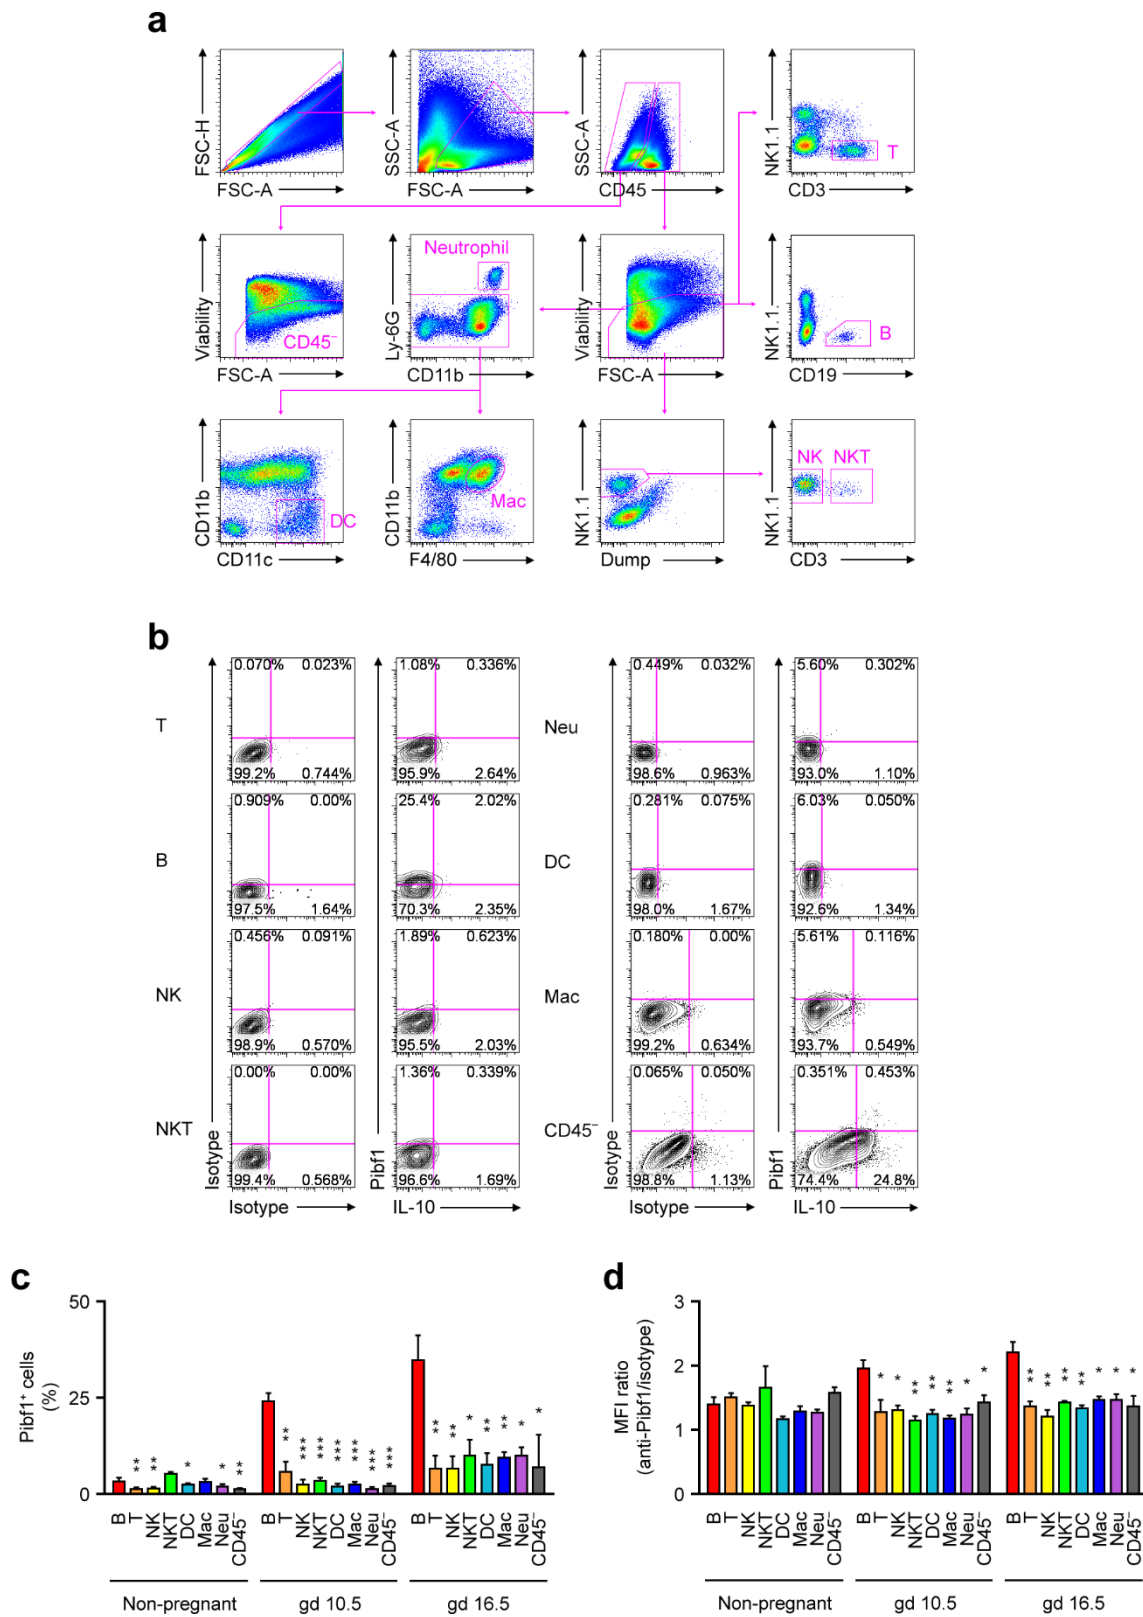 a
FSC-H
FSC-A
SSC-A
FSC-A
SSC-A
CD45
NK1.1
T
CD3
Viability
CD45⁻
FSC-A
Neutrophil
Ly-6G
CD11b
Viability
FSC-A
NK1.1
B
CD19
CD11b
DC
CD11c
CD11b
Mac
F4/80
NK1.1
Dump
NK NKT
NK1.1
CD3
b
T
0.070% 0.023%
99.2% 0.744%
1.08% 0.336%
95.9% 2.64%
Neu
0.449% 0.032%
98.6% 0.963%
5.60% 0.302%
93.0% 1.10%
B
0.909% 0.00%
97.5% 1.64%
25.4% 2.02%
70.3% 2.35%
DC
0.281% 0.075%
98.0% 1.67%
6.03% 0.050%
92.6% 1.34%
NK
0.456% 0.091%
98.9% 0.570%
1.89% 0.623%
95.5% 2.03%
Mac
0.180% 0.00%
99.2% 0.634%
5.61% 0.116%
93.7% 0.549%
NKT
0.00% 0.00%
99.4% 0.568%
1.36% 0.339%
96.6% 1.69%
CD45⁻
0.065% 0.050%
98.8% 1.13%
0.351% 0.453%
74.4% 24.8%
Isotype
Isotype
Pibf1
IL-10
Isotype
Isotype
Pibf1
IL-10
c
Pibf1⁺ cells
(%)
50
25
0
** ** * * **
** *** *** *** *** *** ***
** ** * ** ** * *
B T NK NKT DC Mac Neu CD45⁻
B T NK NKT DC Mac Neu CD45⁻
B T NK NKT DC Mac Neu CD45⁻
Non-pregnant gd 10.5 gd 16.5
d
MFI ratio
(anti-Pibf1/isotype)
3
2
1
0
* * ** ** ** * *
** ** ** ** * * *
B T NK NKT DC Mac Neu CD45⁻
B T NK NKT DC Mac Neu CD45⁻
B T NK NKT DC Mac Neu CD45⁻
Non-pregnant gd 10.5 gd 16.5